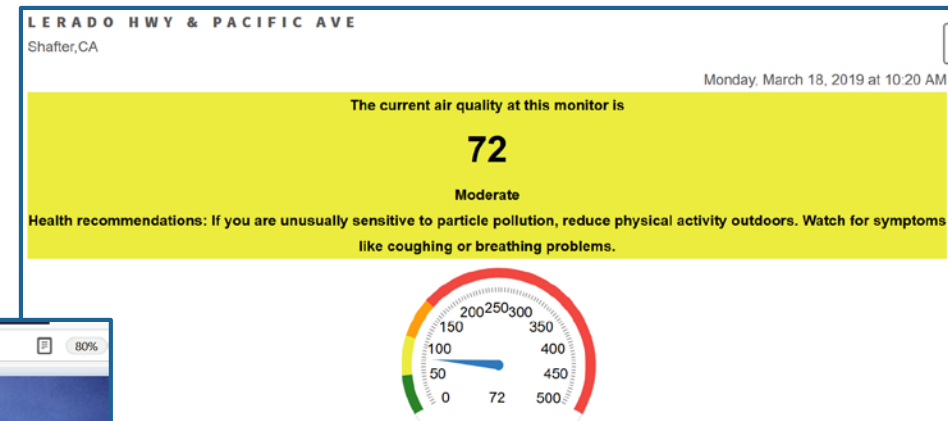 LERADO HWY & PACIFIC AVE
Shafter,CA
Monday, March 18, 2019 at 10:20 AM
The current air quality at this monitor is
72
Moderate
Health recommendations: If you are unusually sensitive to particle pollution, reduce physical activity outdoors. Watch for symptoms
like coughing or breathing problems.
200 250 300
150 350
100 400
50 450
0 72 500
80%